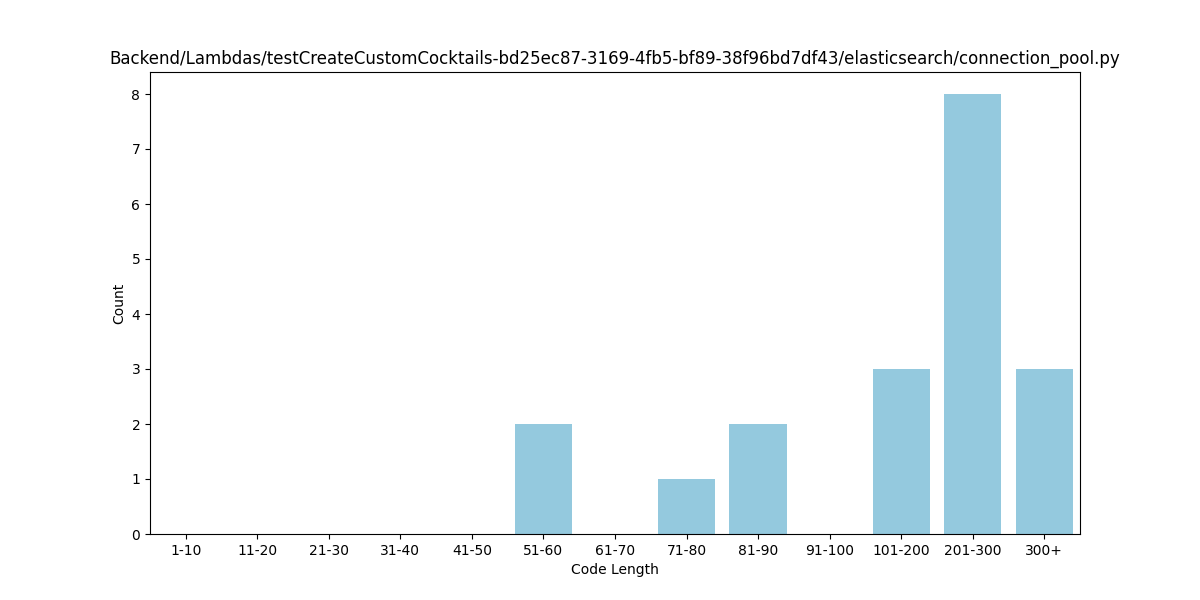 Backend/Lambdas/testCreateCustomCocktails-bd25ec87-3169-4fb5-bf89-38f96bd7df43/elasticsearch/connection_pool.py
8
7
6
5
4
3
2
1
0
Count
1-10 11-20 21-30 31-40 41-50 51-60 61-70 71-80 81-90 91-100 101-200 201-300 300+
Code Length